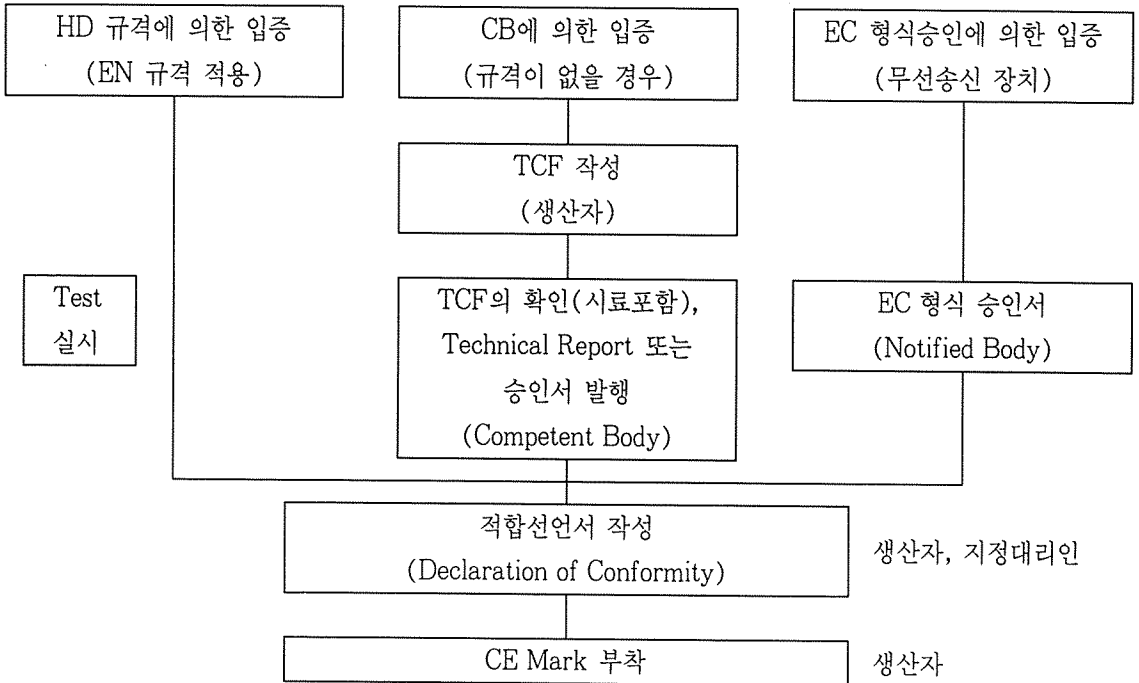 HD 규격에 의한 입증
(EN 규격 적용)
CB에 의한 입증
(규격이 없을 경우)
EC 형식승인에 의한 입증
(무선송신 장치)
TCF 작성
(생산자)
Test
실시
TCF의 확인(시료포함),
Technical Report 또는
승인서 발행
(Competent Body)
EC 형식 승인서
(Notified Body)
적합선언서 작성
(Declaration of Conformity)
생산자, 지정대리인
CE Mark 부착
생산자